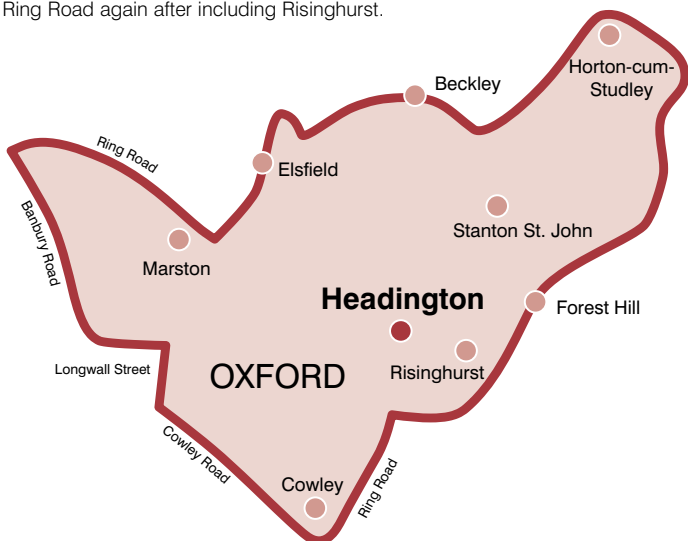 Ring Road again after including Risinghurst.
Horton-cum-
Studley
Beckley
Ring Road
Elsfield
Banbury Road
Stanton St. John
Marston
Headington
Forest Hill
Longwall Street
OXFORD
Risinghurst
Cowley Road
Ring Road
Cowley